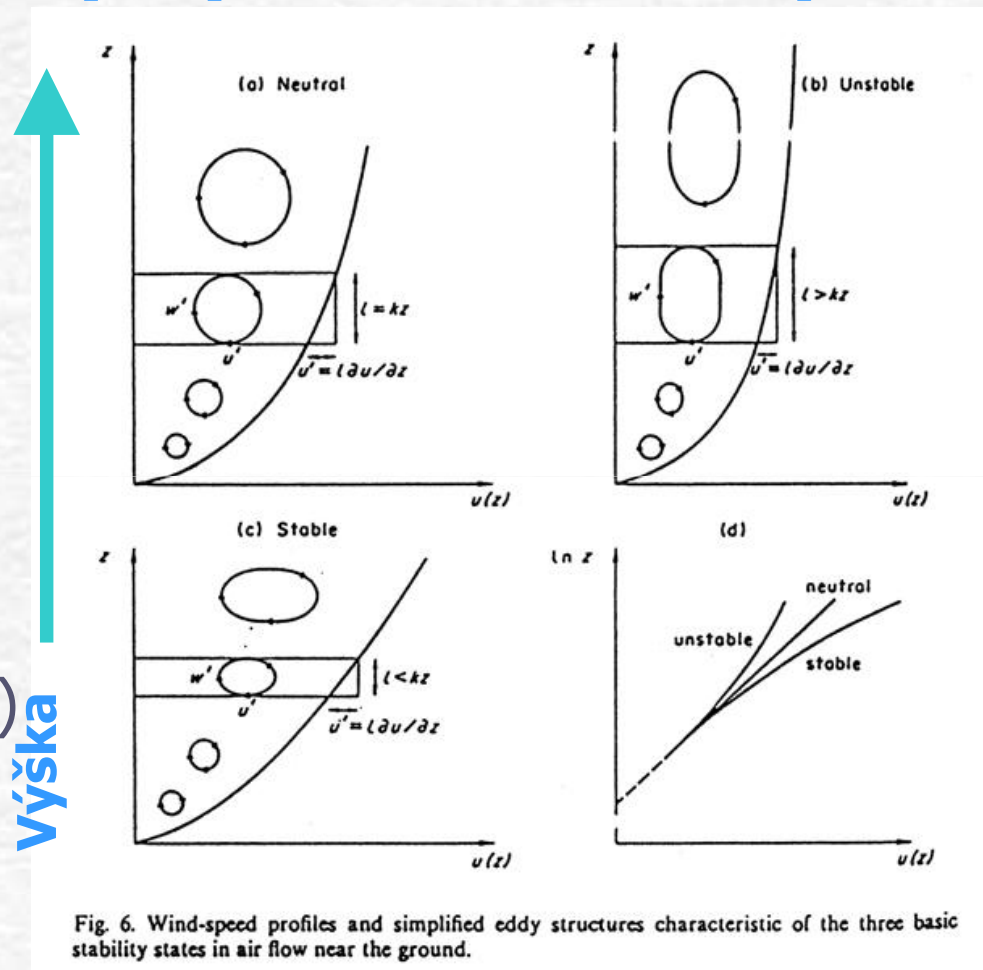 z
(a) Neutral
w'
u'
l = kz
u' = l∂u/∂z
u(z)
z
(b) Unstable
w'
u'
l > kz
u' = l∂u/∂z
u(z)
(c) Stable
z
w'
u'
l < kz
u' = l∂u/∂z
u(z)
(d)
ln z
neutral
unstable
stable
u(z)
Výška
)
Fig. 6. Wind-speed profiles and simplified eddy structures characteristic of the three basic
stability states in air flow near the ground.